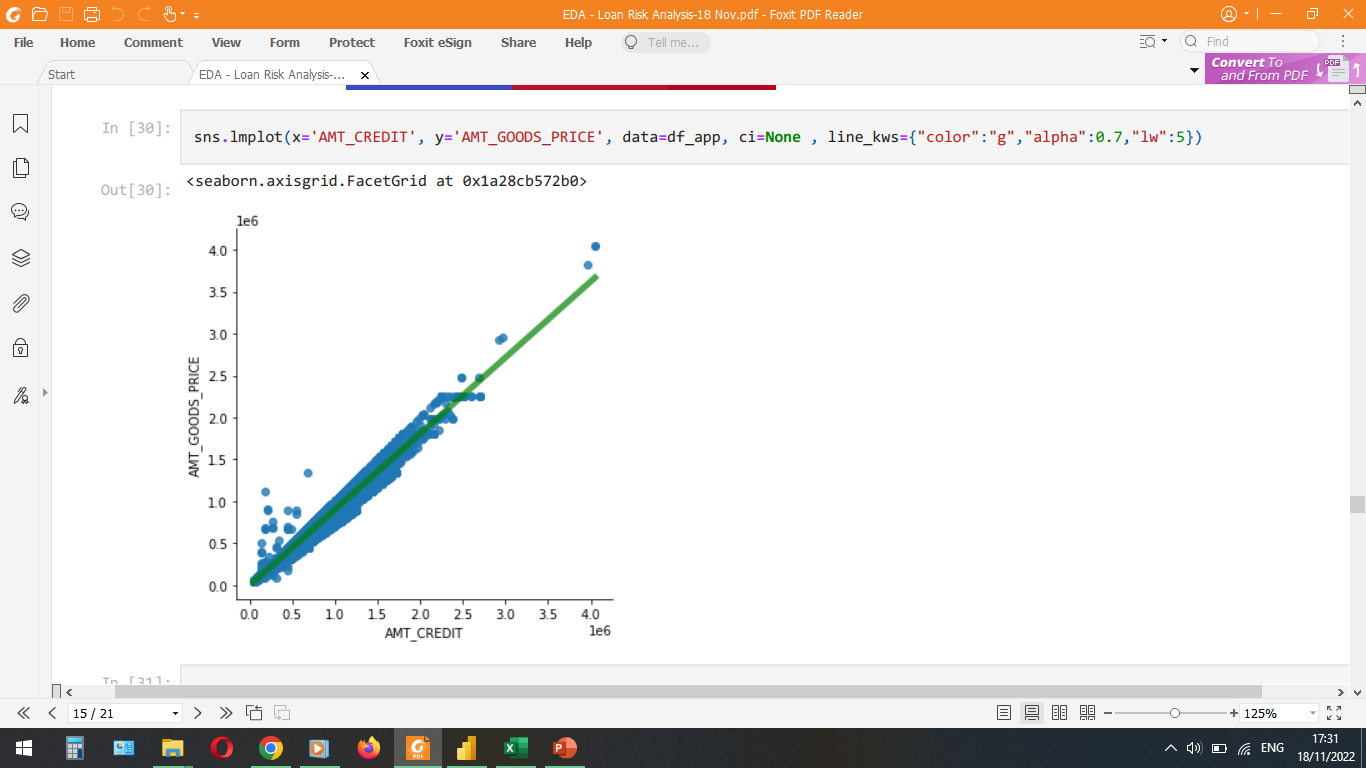 EDA - Loan Risk Analysis-18 Nov.pdf - Foxit PDF Reader
File Home Comment View Form Protect Foxit eSign Share Help Tell me... Find
Start EDA - Loan Risk Analysis-... × Convert To
and From PDF
PDF
In [30]: sns.lmplot(x='AMT_CREDIT', y='AMT_GOODS_PRICE', data=df_app, ci=None , line_kws={"color":"g","alpha":0.7,"lw":5})
Out[30]: <seaborn.axisgrid.FacetGrid at 0x1a28cb572b0>
1e6
4.0
3.5
3.0
2.5
2.0
1.5
1.0
0.5
0.0
AMT_GOODS_PRICE
0.0 0.5 1.0 1.5 2.0 2.5 3.0 3.5 4.0
AMT_CREDIT 1e6
In [31]:
15 / 21 125%
PDF
ENG 17:31
18/11/2022